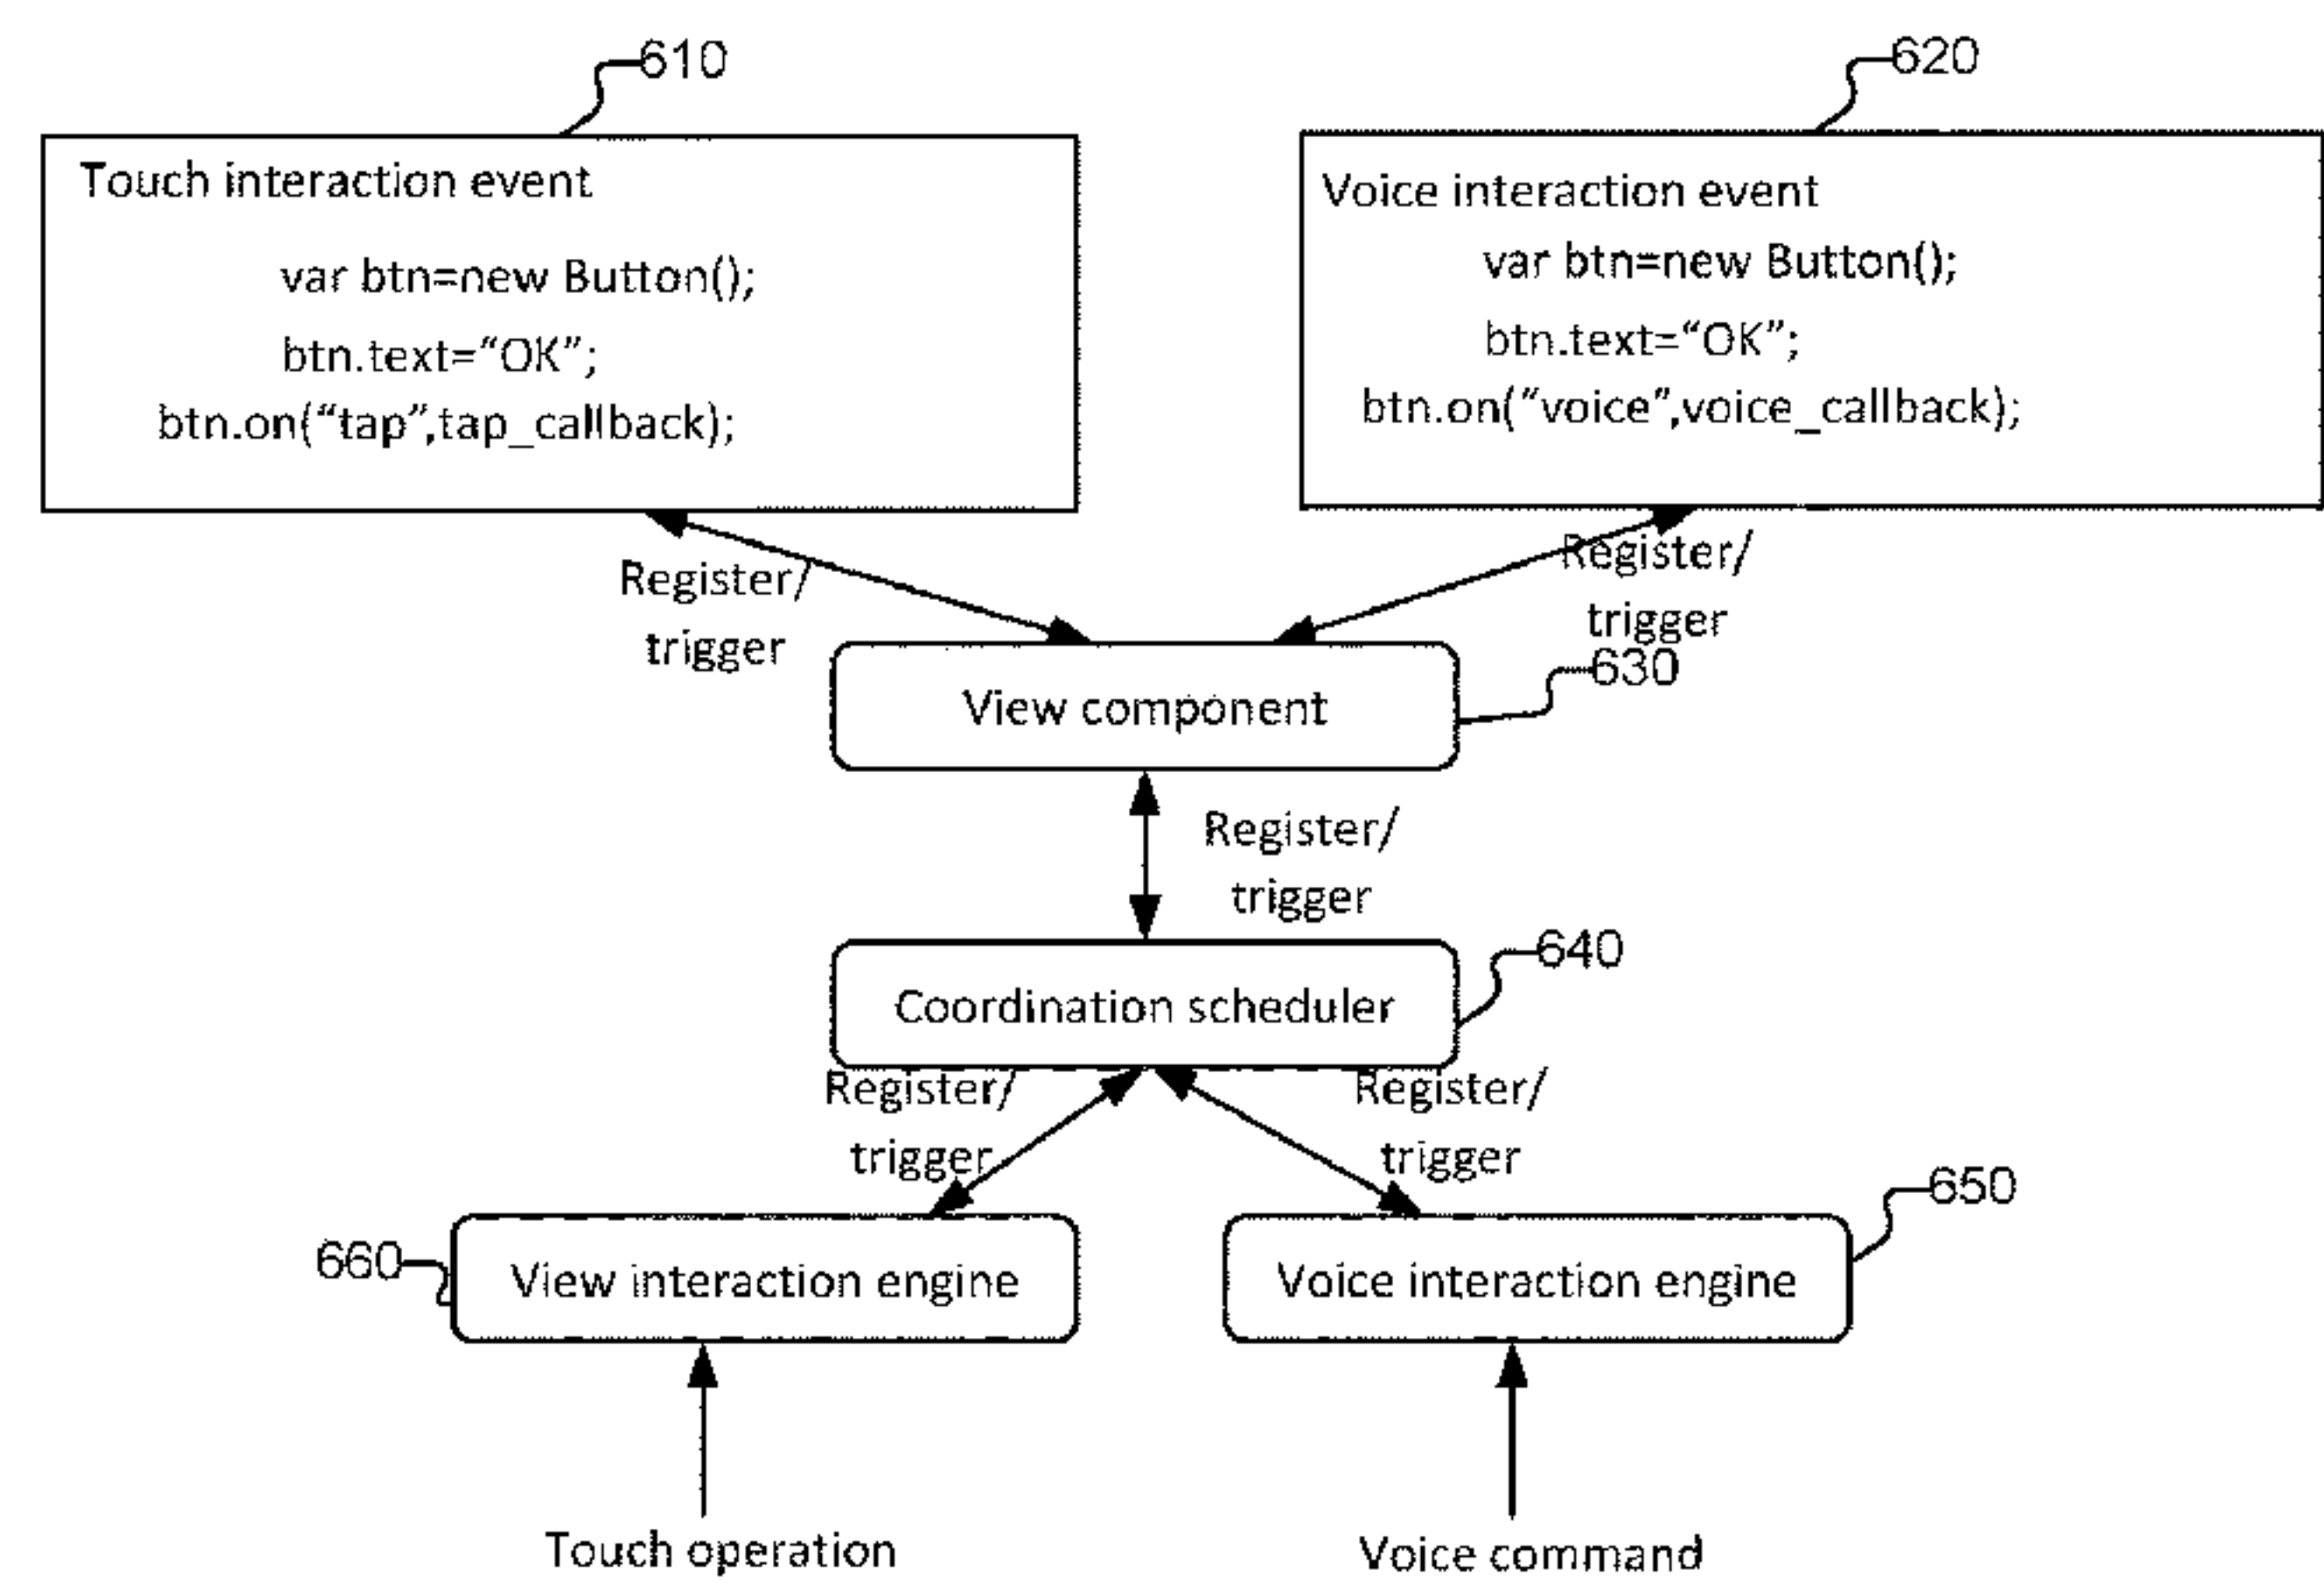 610
620
Touch interaction event
var btn=new Button();
btn.text=“OK”;
btn.on(“tap”,tap_callback);
Voice interaction event
var btn=new Button();
btn.text=“OK”;
btn.on(“voice”,voice_callback);
Register/
trigger
Register/
trigger
630
View component
Register/
trigger
640
Coordination scheduler
Register/
trigger
Register/
trigger
650
660
View interaction engine
Voice interaction engine
Touch operation
Voice command